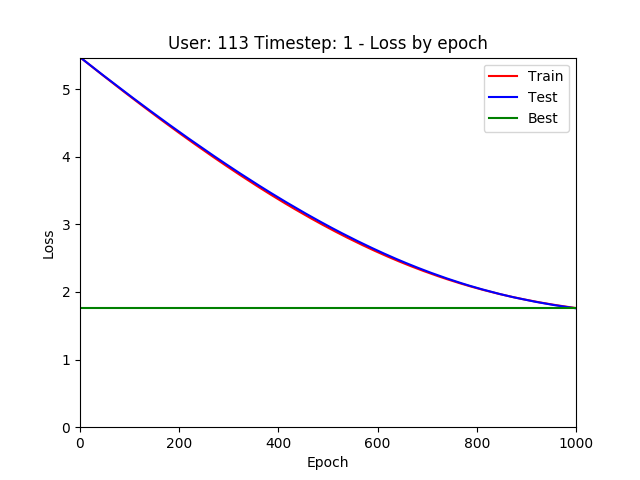 User: 113 Timestep: 1 - Loss by epoch
Train
Test
Best
Loss
5
4
3
2
1
0
0 200 400 600 800 1000
Epoch